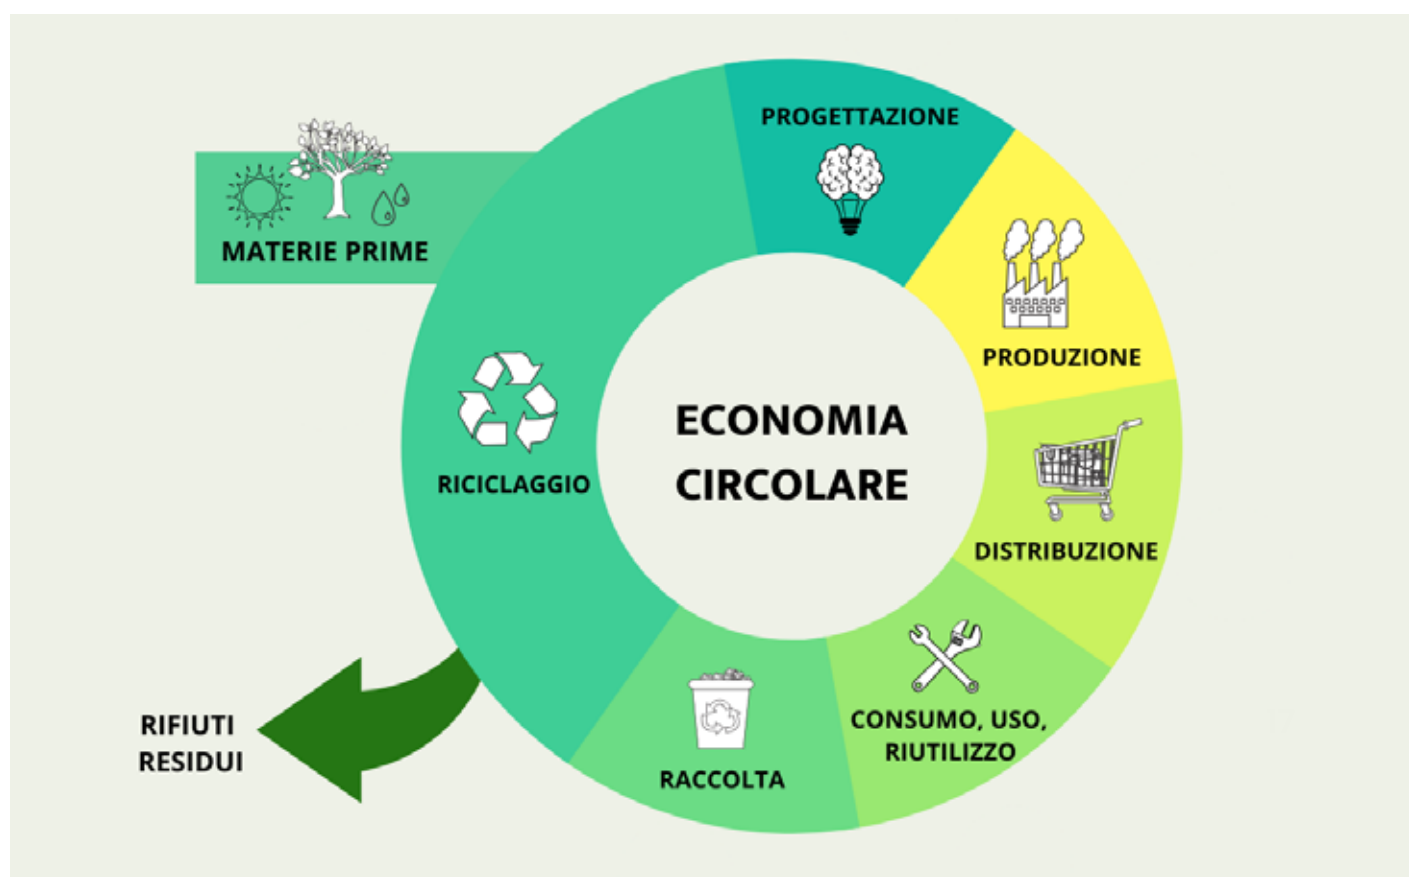 PROGETTAZIONE
MATERIE PRIME
PRODUZIONE
ECONOMIA
CIRCOLARE
RICICLAGGIO
DISTRIBUZIONE
CONSUMO, USO,
RIUTILIZZO
RACCOLTA
RIFIUTI
RESIDUI